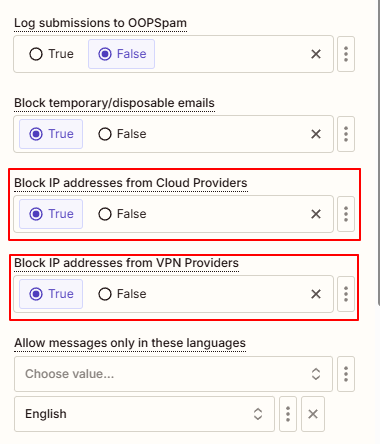 Log submissions to OOPSpam
True False
Block temporary/disposable emails
True False
Block IP addresses from Cloud Providers
True False
Block IP addresses from VPN Providers
True False
Allow messages only in these languages
Choose value...
English